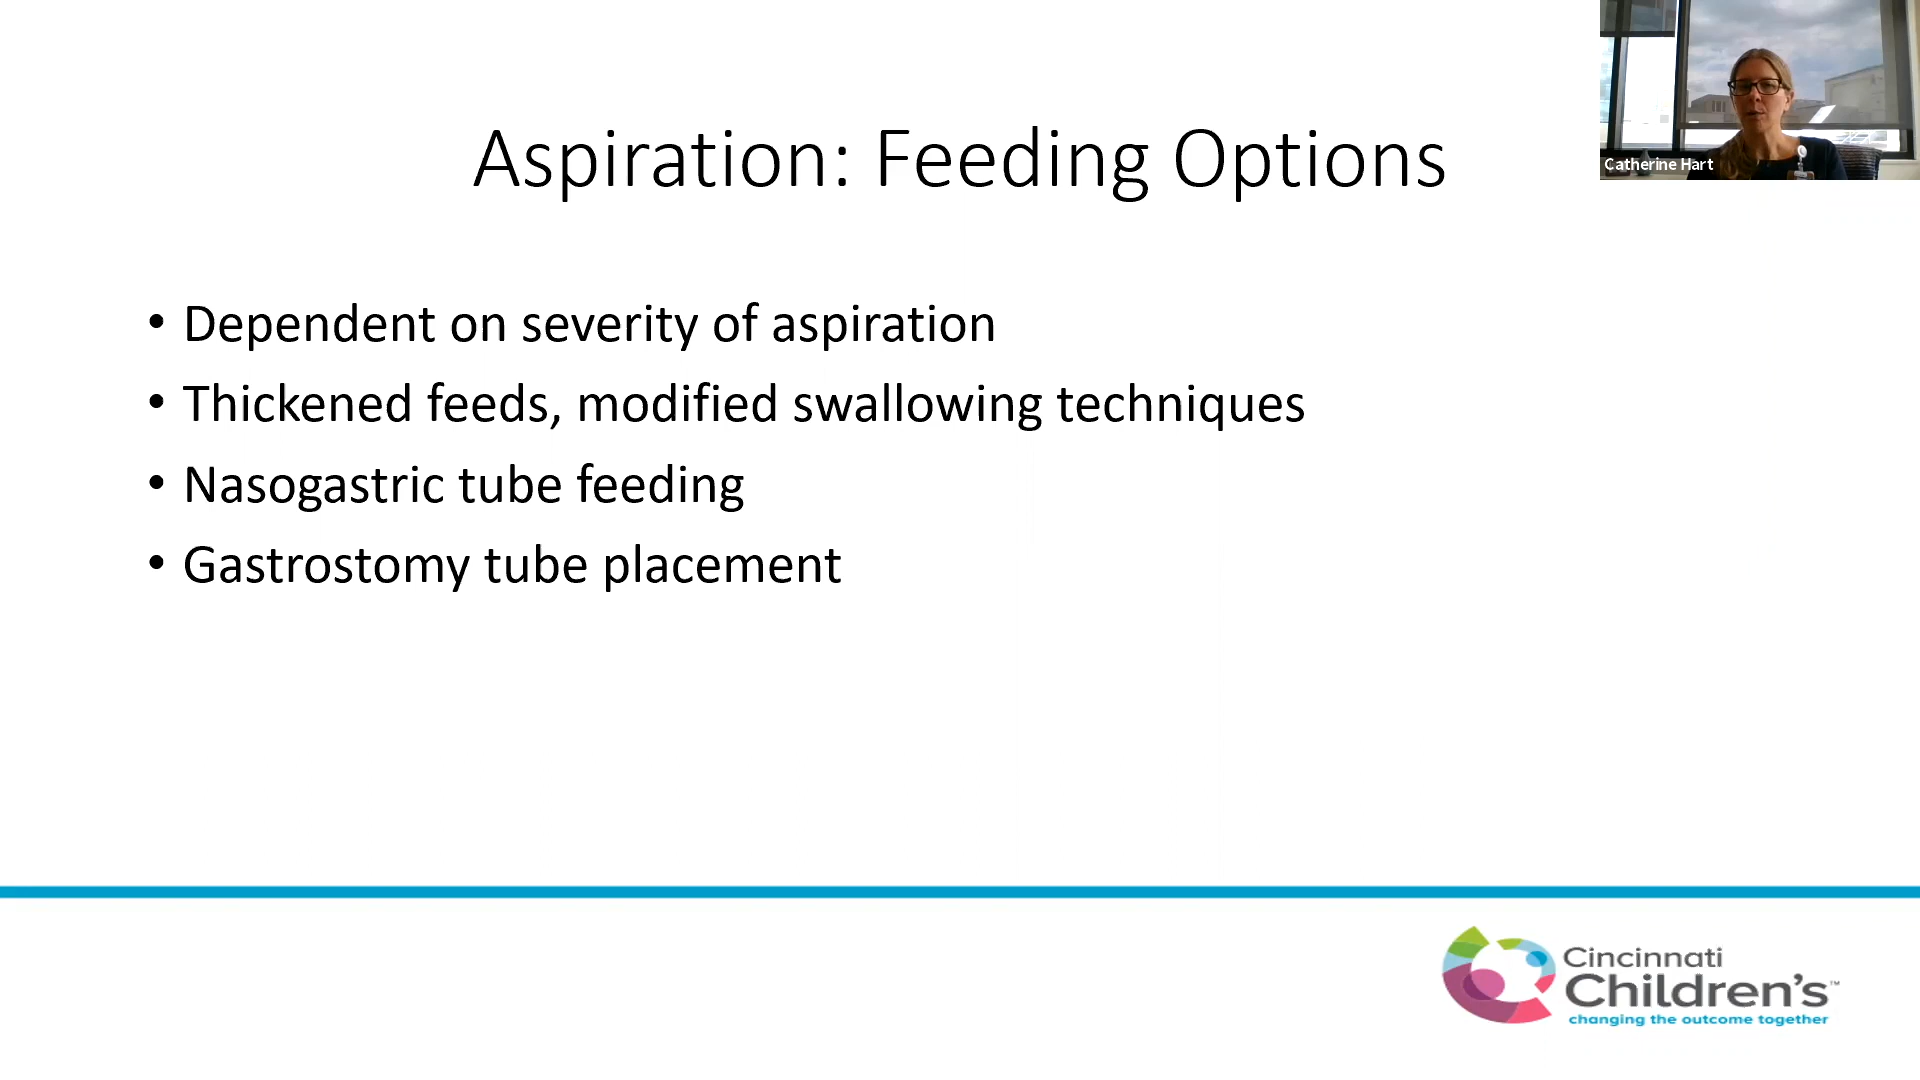 Catherine Hart
Aspiration: Feeding Options
• Dependent on severity of aspiration
• Thickened feeds, modified swallowing techniques
• Nasogastric tube feeding
• Gastrostomy tube placement
Cincinnati
Children's™
changing the outcome together